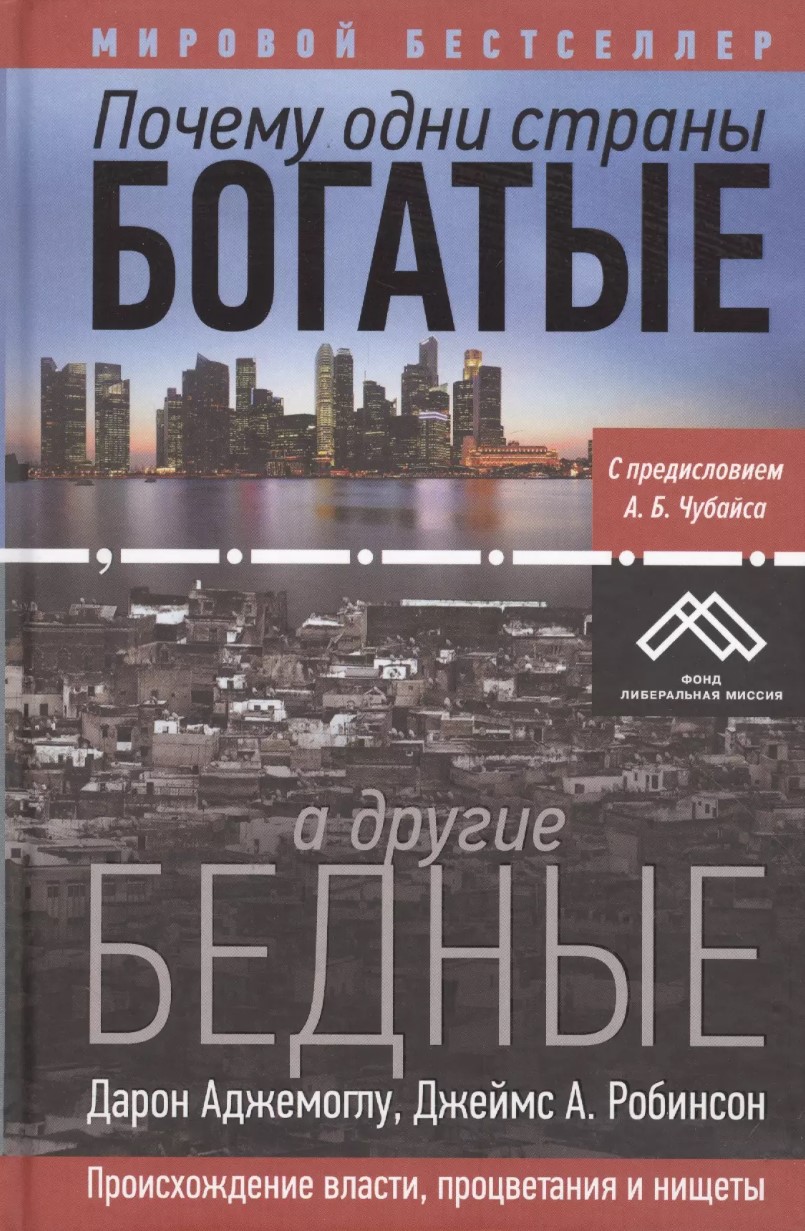 МИРОВОЙ БЕСТСЕЛЛЕР
Почему одни страны
БОГАТЫЕ
С предисловием
А. Б. Чубайса
,
ФОНД
ЛИБЕРАЛЬНАЯ МИССИЯ
а другие
БЕДНЫЕ
Дарон Аджемоглу, Джеймс А. Робинсон
Происхождение власти, процветания и нищеты